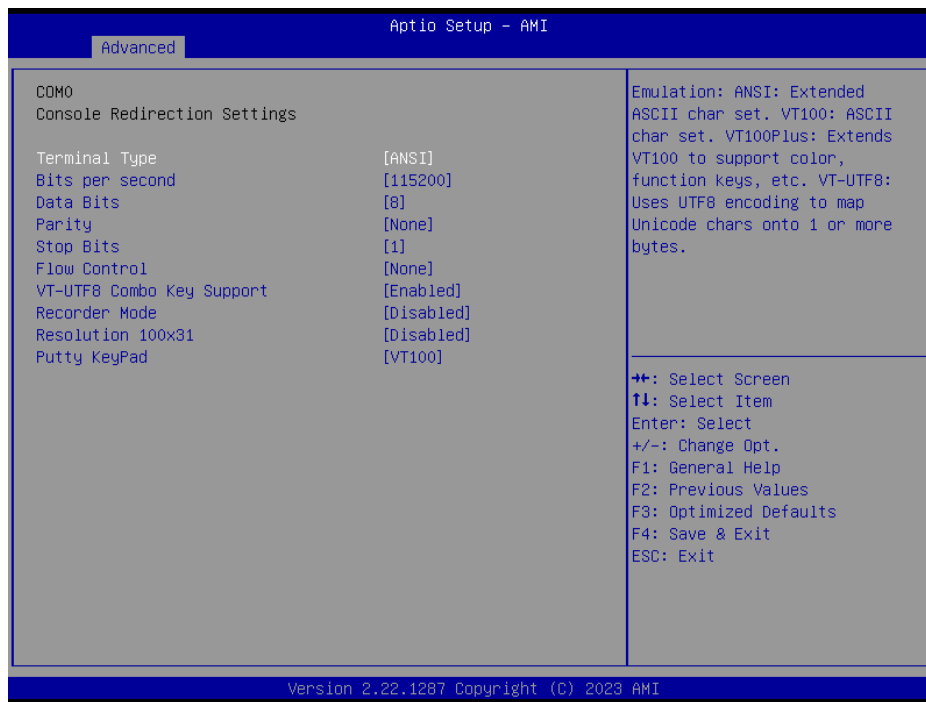 Aptio Setup – AMI
Advanced
COM0
Console Redirection Settings
Terminal Type [ANSI]
Bits per second [115200]
Data Bits [8]
Parity [None]
Stop Bits [1]
Flow Control [None]
VT-UTF8 Combo Key Support [Enabled]
Recorder Mode [Disabled]
Resolution 100x31 [Disabled]
Putty KeyPad [VT100]
Emulation: ANSI: Extended
ASCII char set. VT100: ASCII
char set. VT100Plus: Extends
VT100 to support color,
function keys, etc. VT-UTF8:
Uses UTF8 encoding to map
Unicode chars onto 1 or more
bytes.
→←: Select Screen
↑↓: Select Item
Enter: Select
+/-: Change Opt.
F1: General Help
F2: Previous Values
F3: Optimized Defaults
F4: Save & Exit
ESC: Exit
Version 2.22.1287 Copyright (C) 2023 AMI